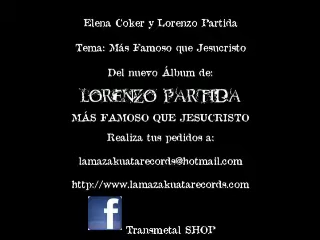 Elena Coker y Lorenzo Partida
Tema: Más Famoso que Jesucristo
Del nuevo Álbum de:
LORENZO PARTIDA
MÁS FAMOSO QUE JESUCRISTO
Realiza tus pedidos a:
lamazakuatarecords@hotmail.com
http://www.lamazakuatarecords.com
f
Transmetal SHOP